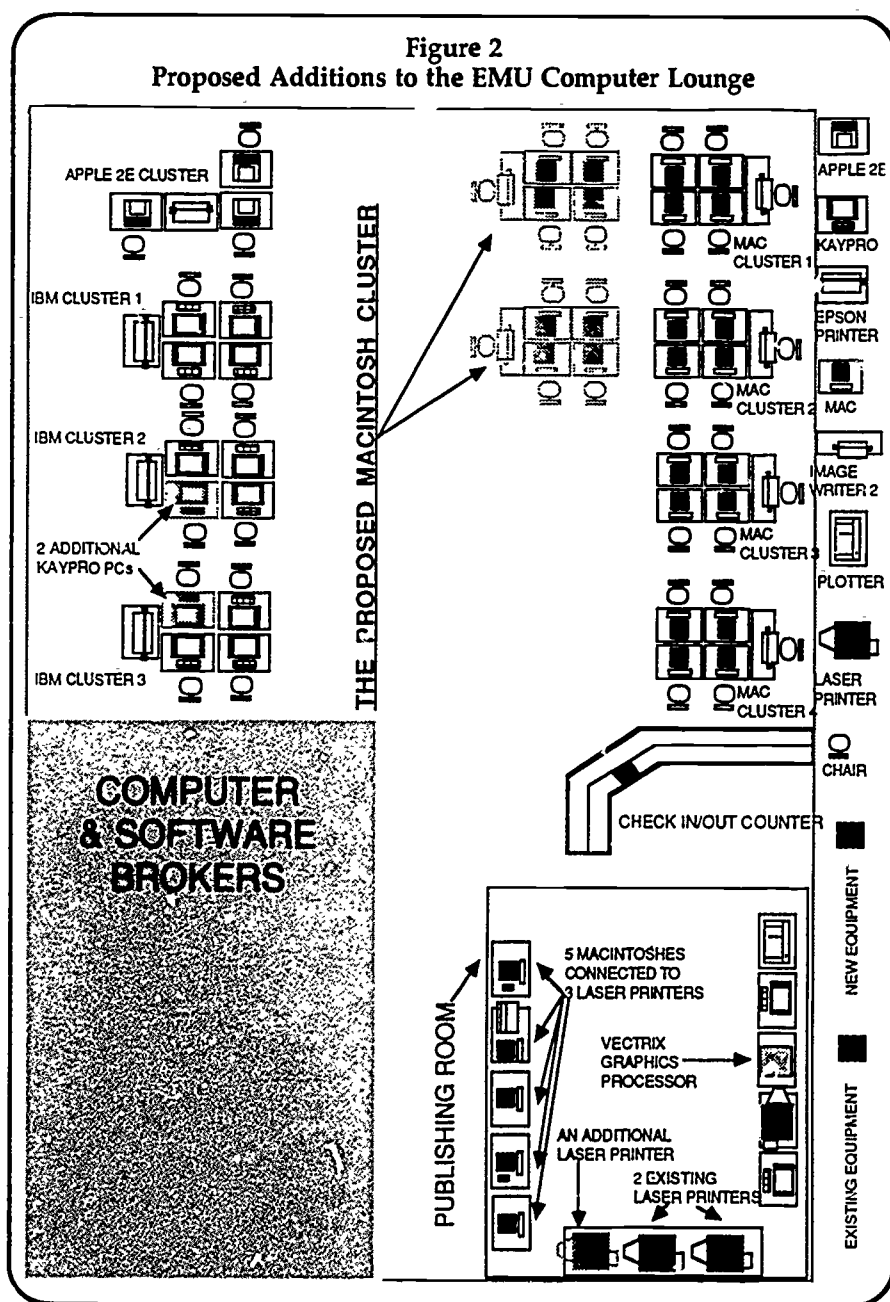 Figure 2
Proposed Additions to the EMU Computer Lounge
APPLE 2E CLUSTER
IBM CLUSTER 1
IBM CLUSTER 2
2 ADDITIONAL
KAYPRO PCs
IBM CLUSTER 3
THE PROPOSED MACINTOSH CLUSTER
MAC
CLUSTER 1
MAC
CLUSTER 2
MAC
CLUSTER 3
MAC
CLUSTER 4
APPLE 2E
KAYPRO
EPSON
PRINTER
MAC
IMAGE
WRITER 2
PLOTTER
LASER
PRINTER
CHAIR
COMPUTER
& SOFTWARE
BROKERS
CHECK IN/OUT COUNTER
PUBLISHING ROOM
5 MACINTOSHES
CONNECTED TO
3 LASER PRINTERS
VECTRIX
GRAPHICS
PROCESSOR
AN ADDITIONAL
LASER PRINTER
2 EXISTING
LASER PRINTERS
NEW EQUIPMENT
EXISTING EQUIPMENT